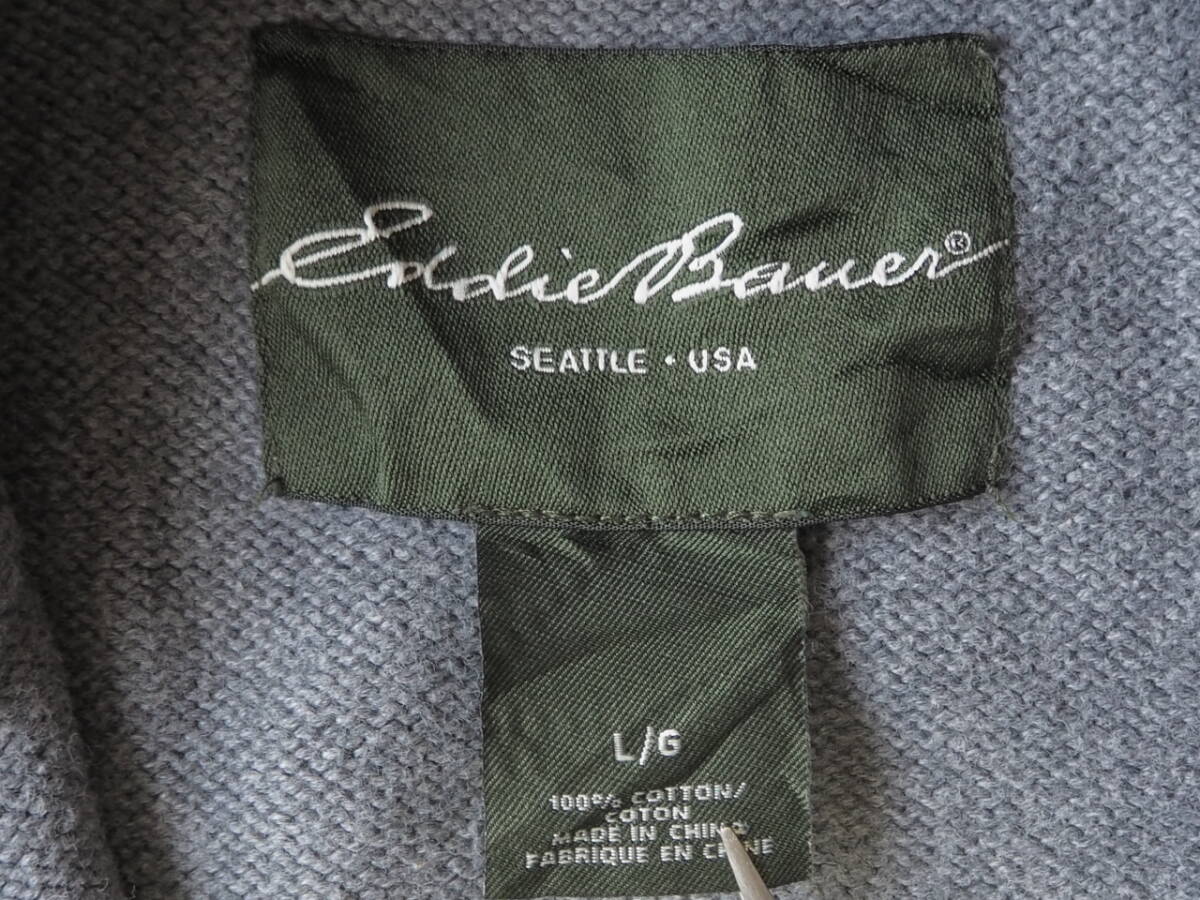 Eddie Bauer®
SEATTLE • USA
L/G
100% COTTON/
COTON
MADE IN CHINA
FABRIQUE EN CHINE